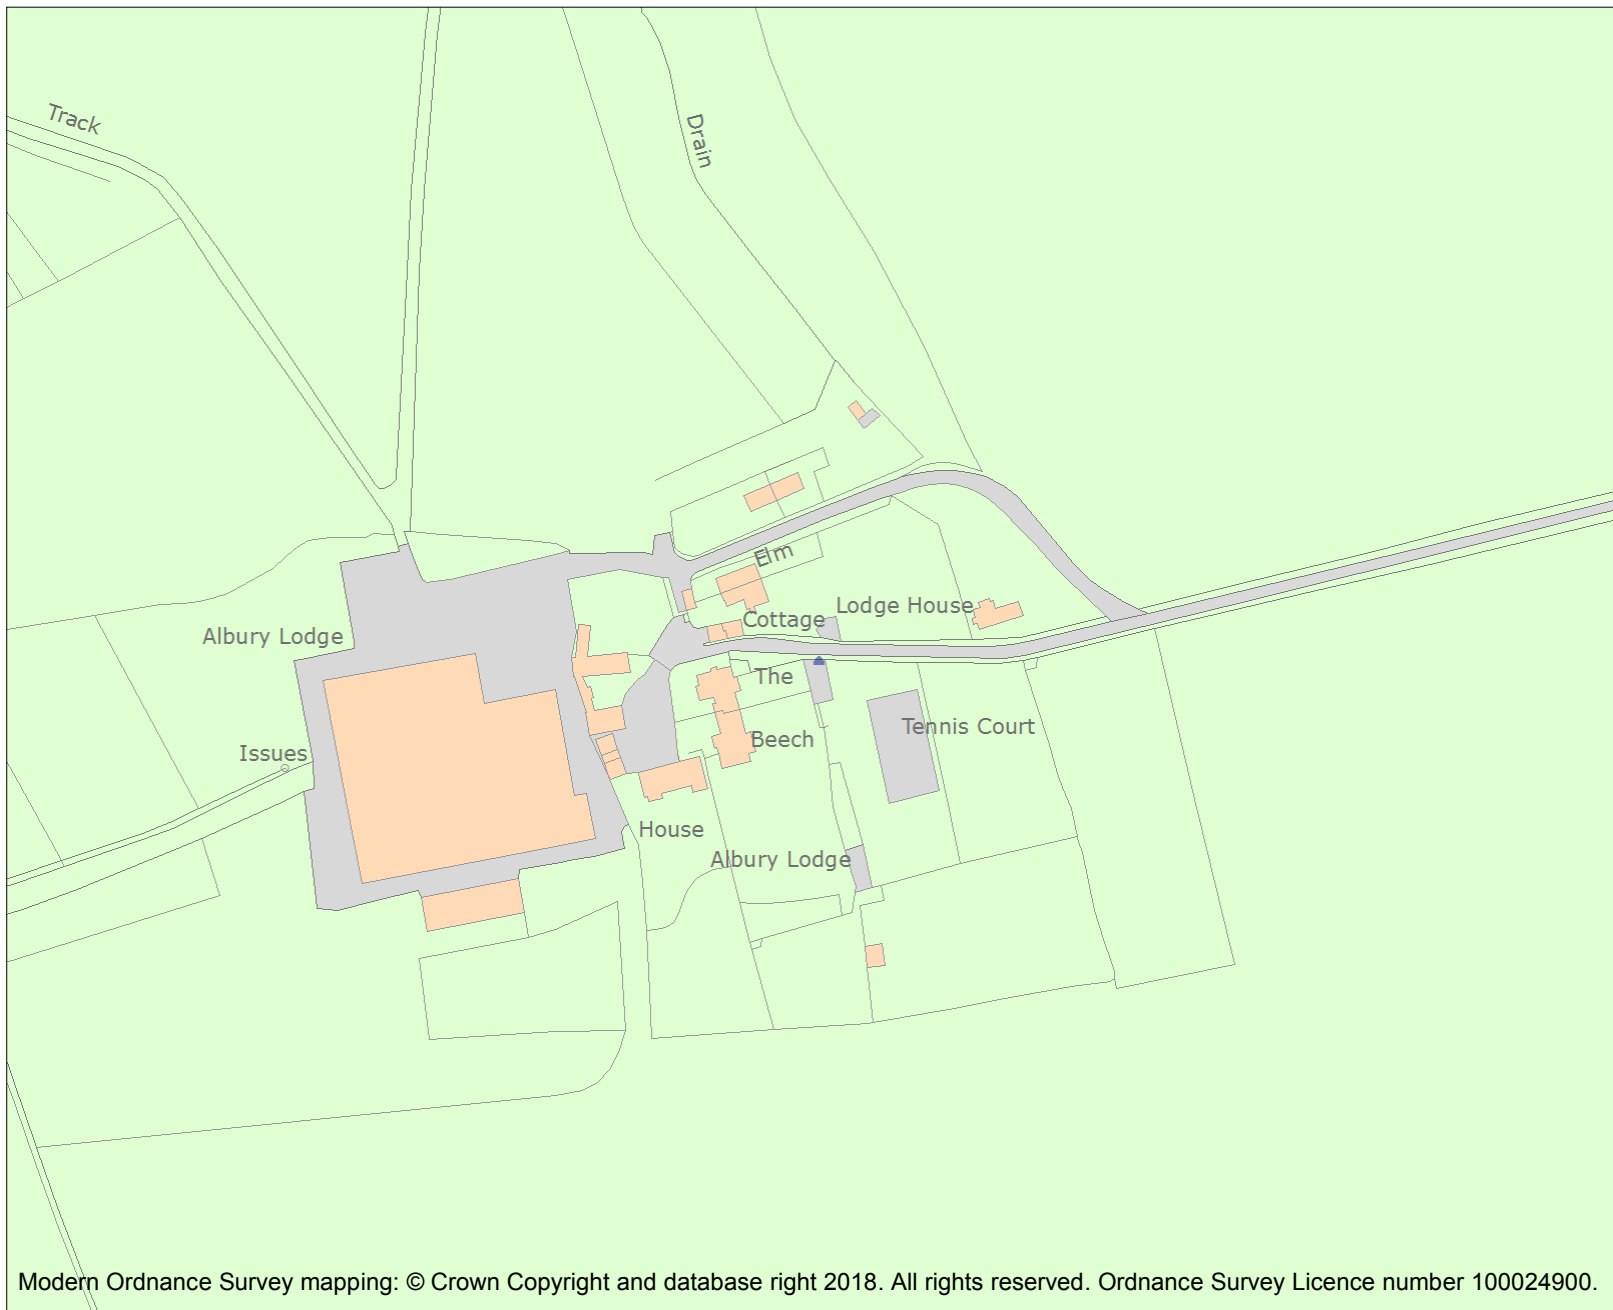 Track
Drain
Elm
Cottage
Lodge House
Albury Lodge
The
Beech
Tennis Court
Issues
House
Albury Lodge
Modern Ordnance Survey mapping: © Crown Copyright and database right 2018. All rights reserved. Ordnance Survey Licence number 100024900.